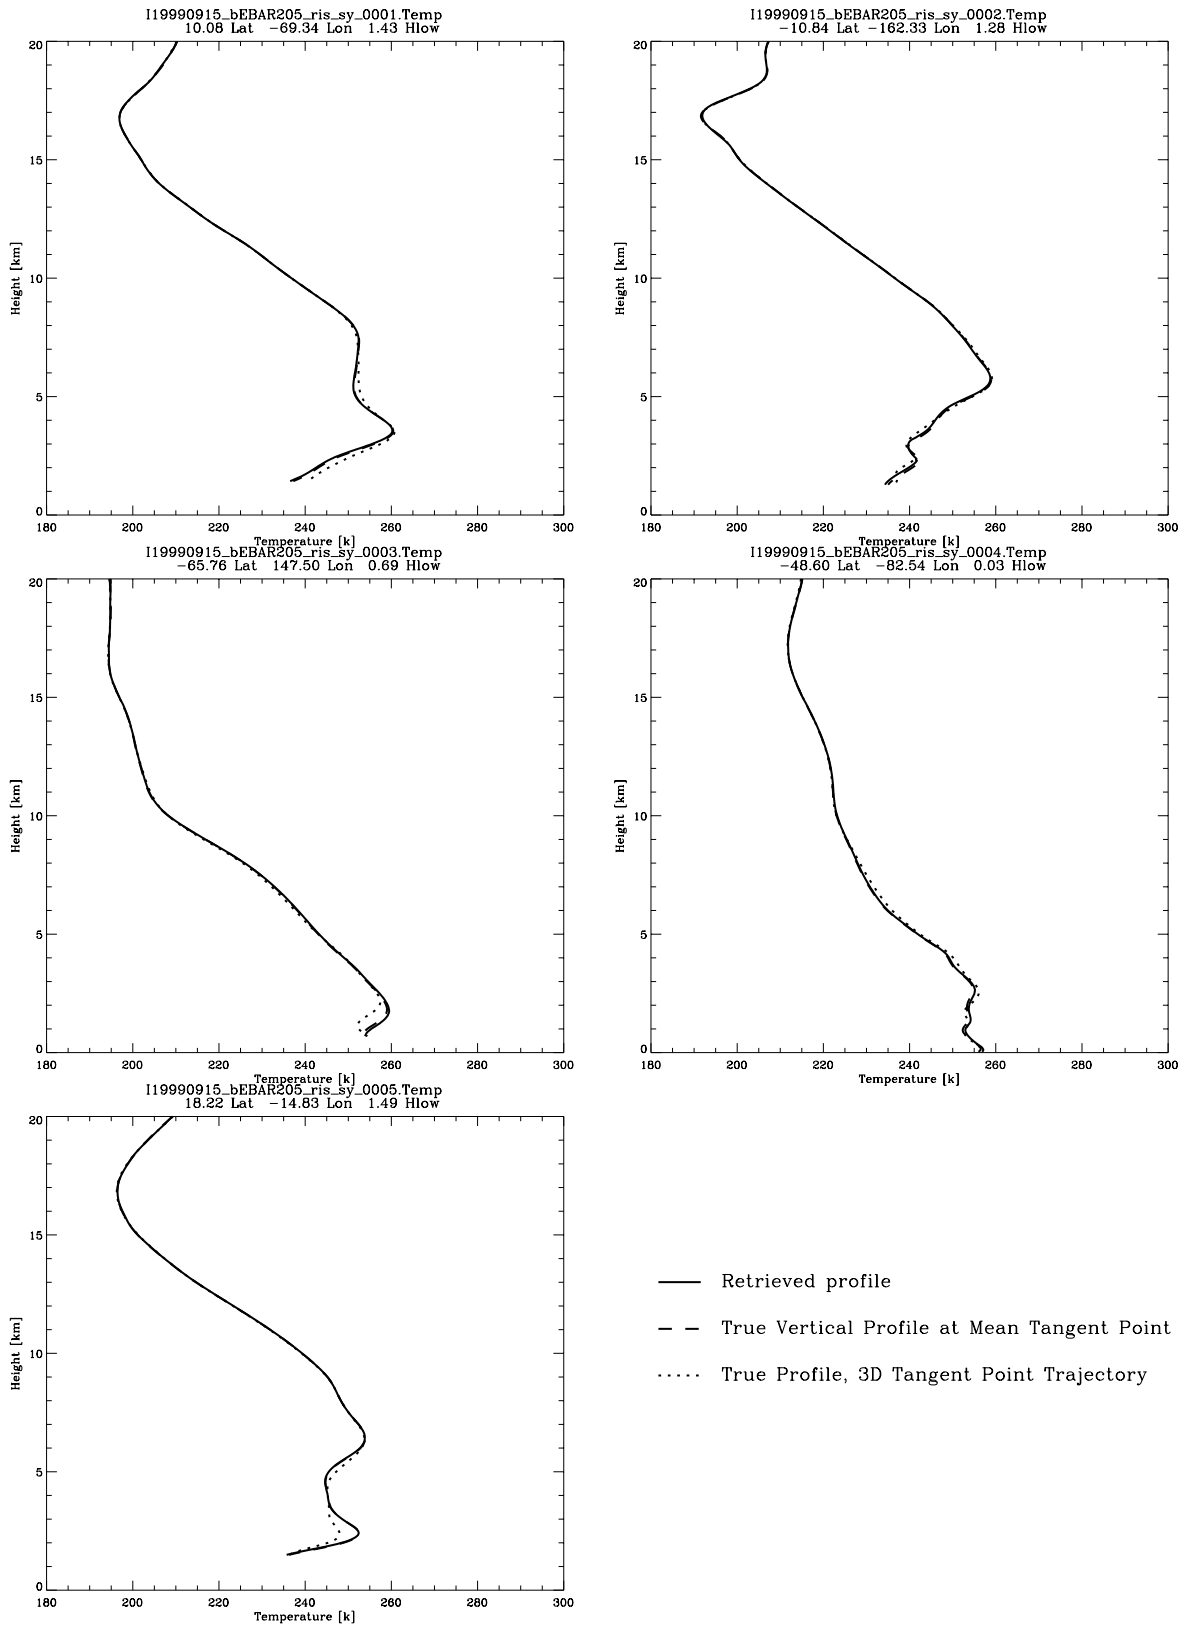 I19990915_bEBAR205_ris_sy_0001.Temp
10.08 Lat -69.34 Lon 1.43 Hlow
20
15
10
5
0
Height [km]
180 200 220 240 260 280 300
Temperature [k]
I19990915_bEBAR205_ris_sy_0002.Temp
-10.84 Lat -162.33 Lon 1.28 Hlow
20
15
10
5
0
Height [km]
180 200 220 240 260 280 300
Temperature [k]
I19990915_bEBAR205_ris_sy_0003.Temp
-65.76 Lat 147.50 Lon 0.69 Hlow
20
15
10
5
0
Height [km]
180 200 220 240 260 280 300
Temperature [k]
I19990915_bEBAR205_ris_sy_0004.Temp
-48.60 Lat -82.54 Lon 0.03 Hlow
20
15
10
5
0
Height [km]
180 200 220 240 260 280 300
Temperature [k]
I19990915_bEBAR205_ris_sy_0005.Temp
18.22 Lat -14.83 Lon 1.49 Hlow
20
15
10
5
0
Height [km]
180 200 220 240 260 280 300
Temperature [k]
Retrieved profile
True Vertical Profile at Mean Tangent Point
True Profile, 3D Tangent Point Trajectory